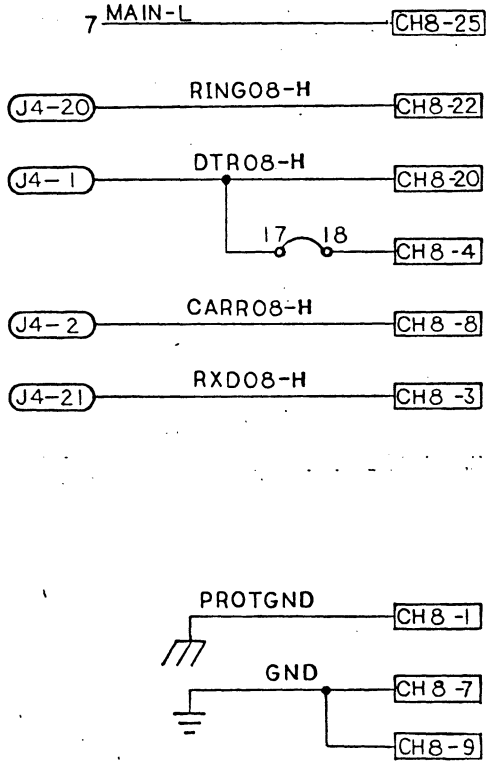 7 MAIN-L CH8-25
J4-20 RING08-H CH8-22
J4-1 DTR08-H CH8-20
17 18 CH8-4
J4-2 CARR08-H CH8-8
J4-21 RXD08-H CH8-3
PROTGND CH8-1
GND CH8-7
CH8-9